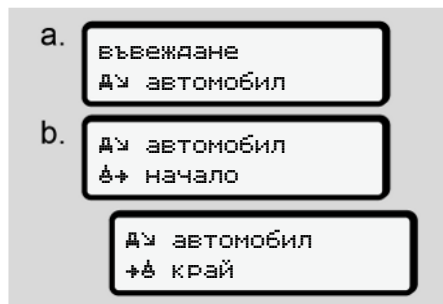 a.
въвеждане
автомобил
b.
автомобил
начало
автомобил
край